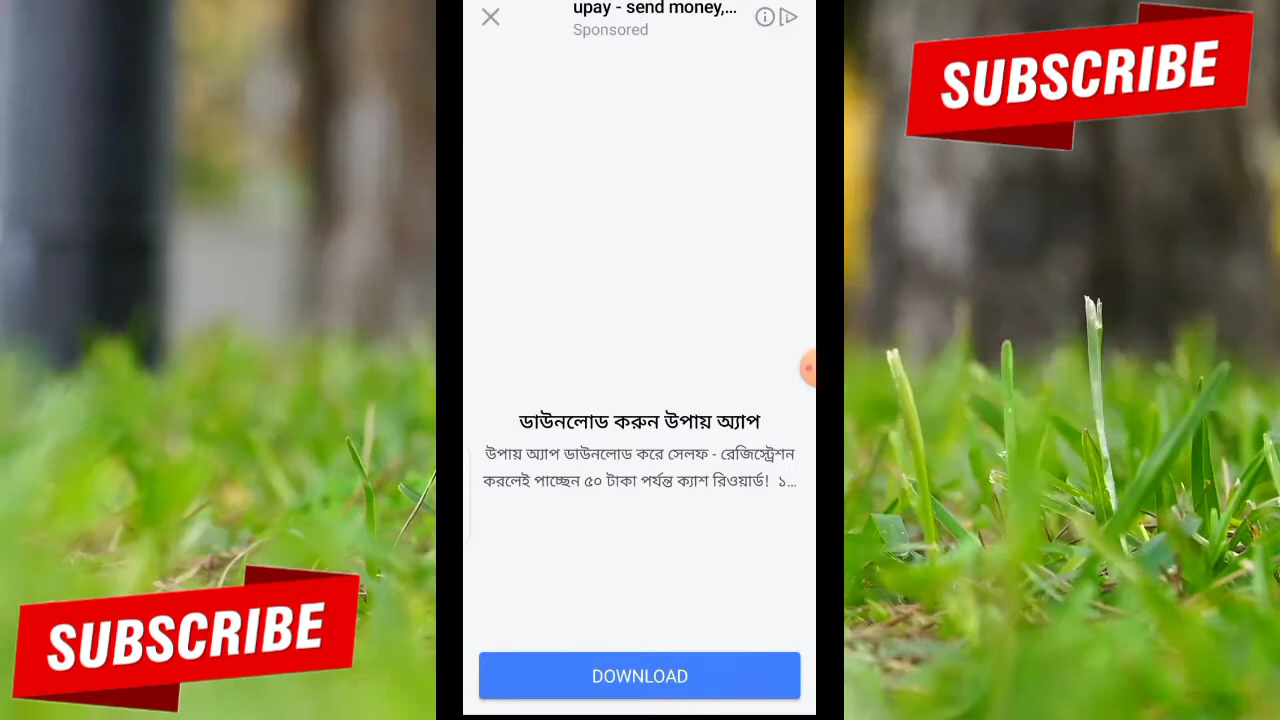 upay - send money,...
Sponsored
SUBSCRIBE
ডাউনলোড করুন উপায় অ্যাপ
উপায় অ্যাপ ডাউনলোড করে সেলফ - রেজিস্ট্রেশন
করলেই পাচ্ছেন ৫০ টাকা পর্যন্ত ক্যাশ রিওয়ার্ড! ১...
SUBSCRIBE
DOWNLOAD